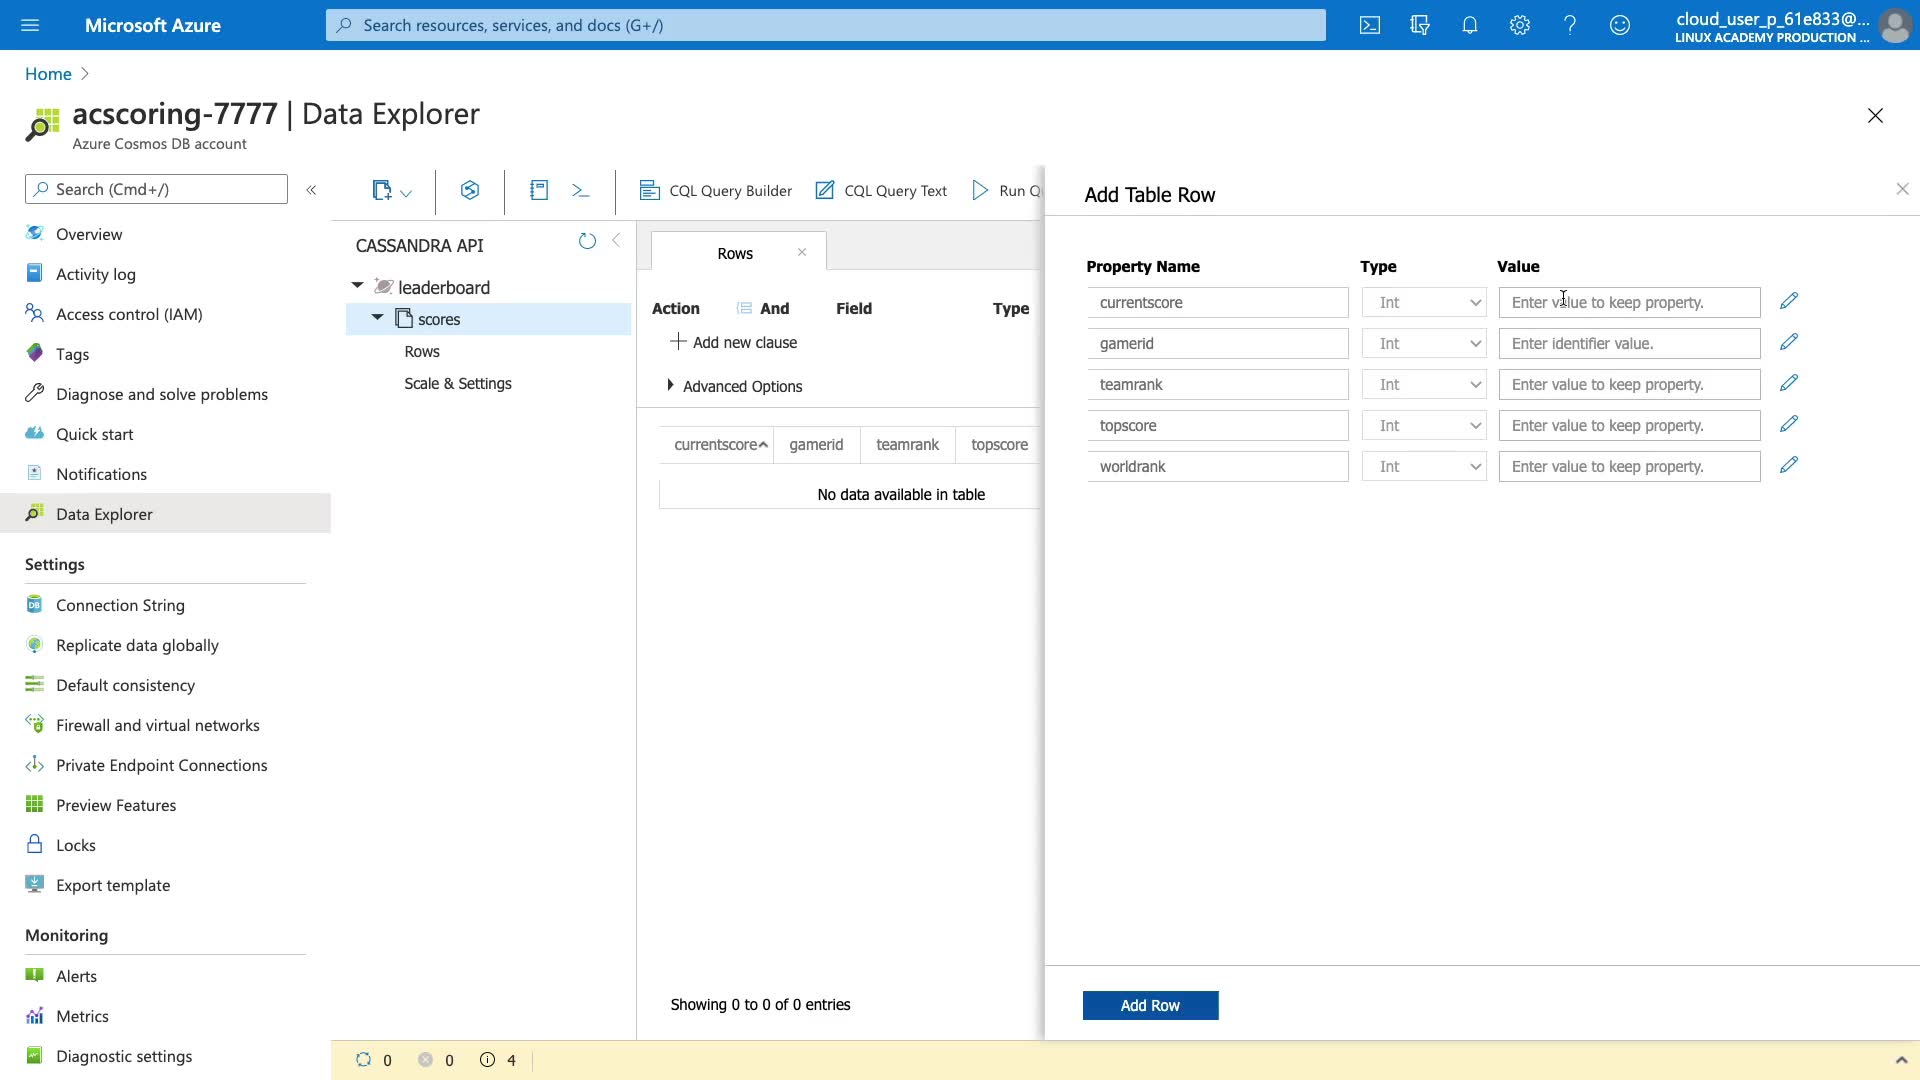 Microsoft Azure
Search resources, services, and docs (G+/)
cloud_user_p_61e833@...
LINUX ACADEMY PRODUCTION ...
Home
acscoring-7777 | Data Explorer
Azure Cosmos DB account
Search (Cmd+/)
Overview
Activity log
Access control (IAM)
Tags
Diagnose and solve problems
Quick start
Notifications
Data Explorer
Settings
Connection String
Replicate data globally
Default consistency
Firewall and virtual networks
Private Endpoint Connections
Preview Features
Locks
Export template
Monitoring
Alerts
Metrics
Diagnostic settings
CQL Query Builder
CQL Query Text
Run Q
CASSANDRA API
leaderboard
scores
Rows
Scale & Settings
Rows
Action And Field Type
Add new clause
Advanced Options
currentscore gamerid teamrank topscore
No data available in table
Showing 0 to 0 of 0 entries
Add Table Row
Property Name Type Value
currentscore Int Enter value to keep property.
gamerid Int Enter identifier value.
teamrank Int Enter value to keep property.
topscore Int Enter value to keep property.
worldrank Int Enter value to keep property.
Add Row
0 0 4